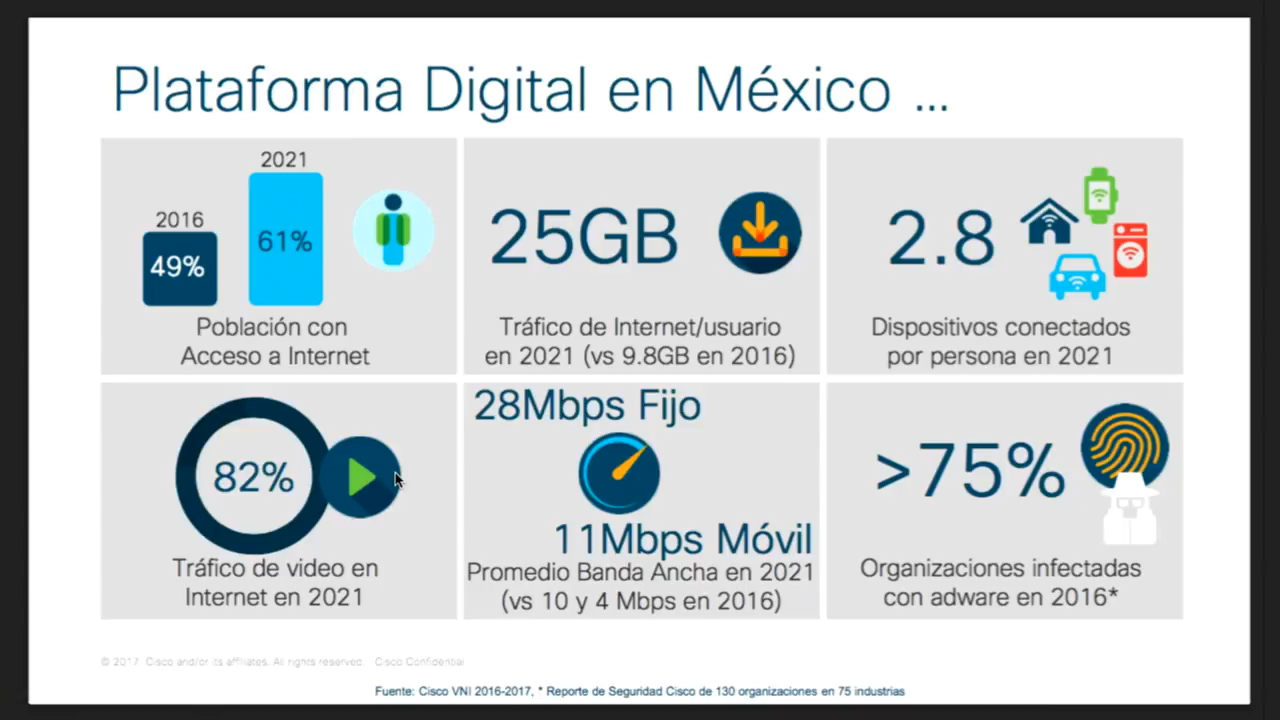 Plataforma Digital en México ...
2021
2016
61%
49%
Población con
Acceso a Internet
25GB
Tráfico de Internet/usuario
en 2021 (vs 9.8GB en 2016)
2.8
Dispositivos conectados
por persona en 2021
82%
Tráfico de video en
Internet en 2021
28Mbps Fijo
11Mbps Móvil
Promedio Banda Ancha en 2021
(vs 10 y 4 Mbps en 2016)
>75%
Organizaciones infectadas
con adware en 2016*
© 2017 Cisco and/or its affiliates. All rights reserved. Cisco Confidential
Fuente: Cisco VNI 2016-2017, * Reporte de Seguridad Cisco de 130 organizaciones en 75 industrias